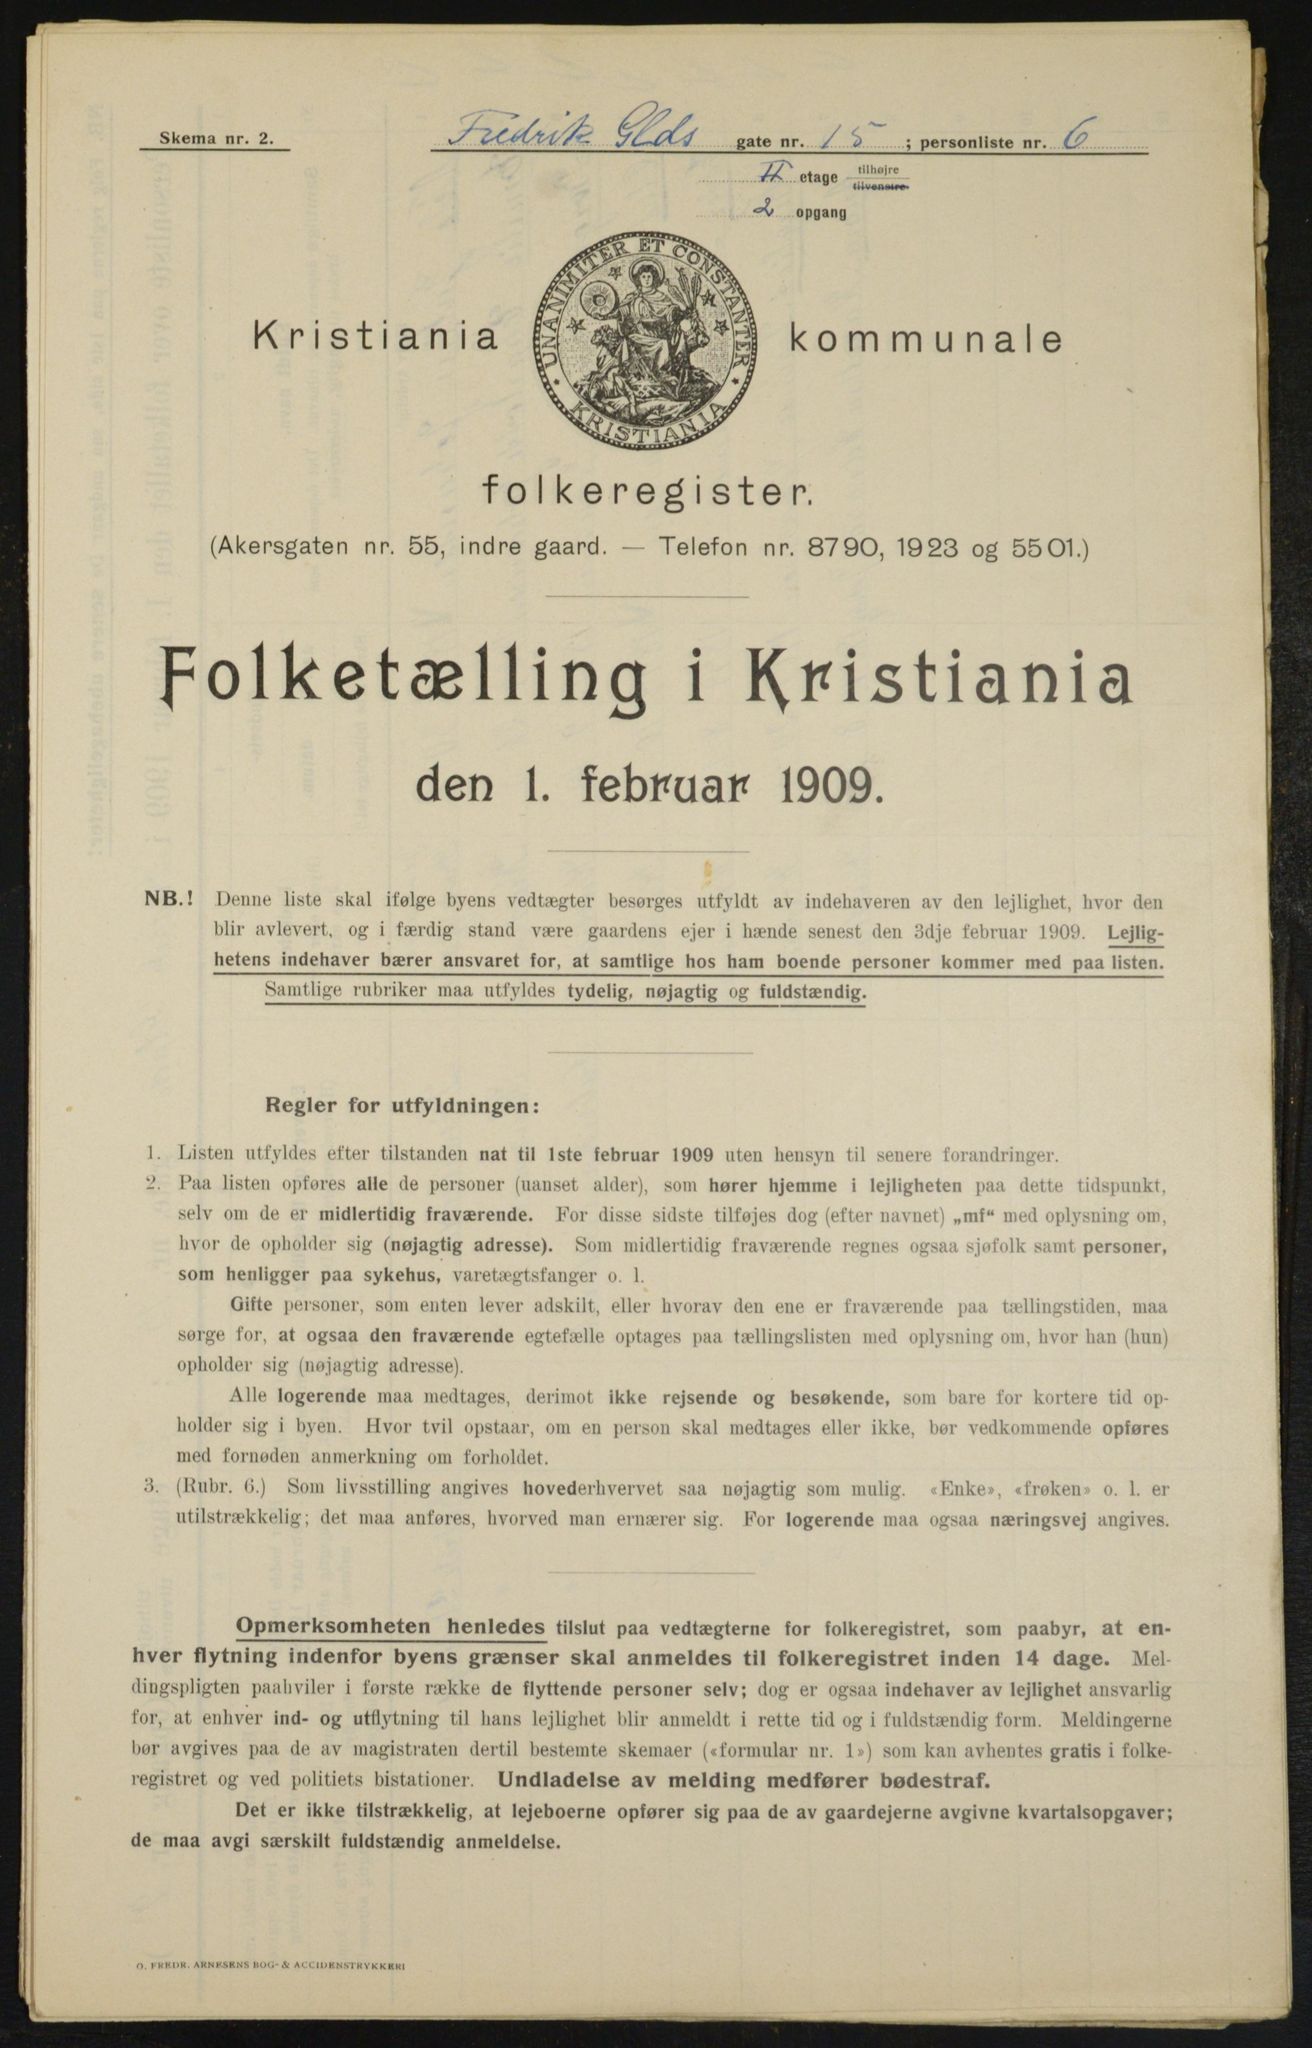 Skema nr. 2.
Fredrik Glds gate nr. 15 ; personliste nr. 6
II etage tilhøjre
tilvenstre
2 opgang
UNANIMITER ET CONSTANTER
KRISTIANIA
Kristiania kommunale
folkeregister.
(Akersgaten nr. 55, indre gaard. — Telefon nr. 8790, 1923 og 5501.)
Folketælling i Kristiania
den 1. februar 1909.
NB.! Denne liste skal ifølge byens vedtægter besørges utfyldt av indehaveren av den lejlighet, hvor den
blir avlevert, og i færdig stand være gaardens ejer i hænde senest den 3dje februar 1909. Lejlig-
hetens indehaver bærer ansvaret for, at samtlige hos ham boende personer kommer med paa listen.
Samtlige rubriker maa utfyldes tydelig, nøjagtig og fuldstændig.
Regler for utfyldningen:
1. Listen utfyldes efter tilstanden nat til 1ste februar 1909 uten hensyn til senere forandringer.
2. Paa listen opføres alle de personer (uanset alder), som hører hjemme i lejligheten paa dette tidspunkt,
selv om de er midlertidig fraværende. For disse sidste tilføjes dog (efter navnet) „mf“ med oplysning om,
hvor de opholder sig (nøjagtig adresse). Som midlertidig fraværende regnes ogsaa sjøfolk samt personer,
som henligger paa sykehus, varetægtsfanger o. l.
Gifte personer, som enten lever adskilt, eller hvorav den ene er fraværende paa tællingstiden, maa
sørge for, at ogsaa den fraværende egtefælle optages paa tællingslisten med oplysning om, hvor han (hun)
opholder sig (nøjagtig adresse).
Alle logerende maa medtages, derimot ikke rejsende og besøkende, som bare for kortere tid op-
holder sig i byen. Hvor tvil opstaar, om en person skal medtages eller ikke, bør vedkommende opføres
med fornøden anmerkning om forholdet.
3. (Rubr. 6.) Som livsstilling angives hovederhvervet saa nøjagtig som mulig. «Enke», «frøken» o. l. er
utilstrækkelig; det maa anføres, hvorved man ernærer sig. For logerende maa ogsaa næringsvej angives.
Opmerksomheten henledes tilslut paa vedtægterne for folkeregistret, som paabyr, at en-
hver flytning indenfor byens grænser skal anmeldes til folkeregistret inden 14 dage. Mel-
dingspligten paahviler i første række de flyttende personer selv; dog er ogsaa indehaver av lejlighet ansvarlig
for, at enhver ind- og utflytning til hans lejlighet blir anmeldt i rette tid og i fuldstændig form. Meldingerne
bør avgives paa de av magistraten dertil bestemte skemaer («formular nr. 1») som kan avhentes gratis i folke-
registret og ved politiets bistationer. Undladelse av melding medfører bødestraf.
Det er ikke tilstrækkelig, at lejeboerne opfører sig paa de av gaardejerne avgivne kvartalsopgaver;
de maa avgi særskilt fuldstændig anmeldelse.
O. FREDR. ARNESENS BOG- & ACCIDENSTRYKKERI